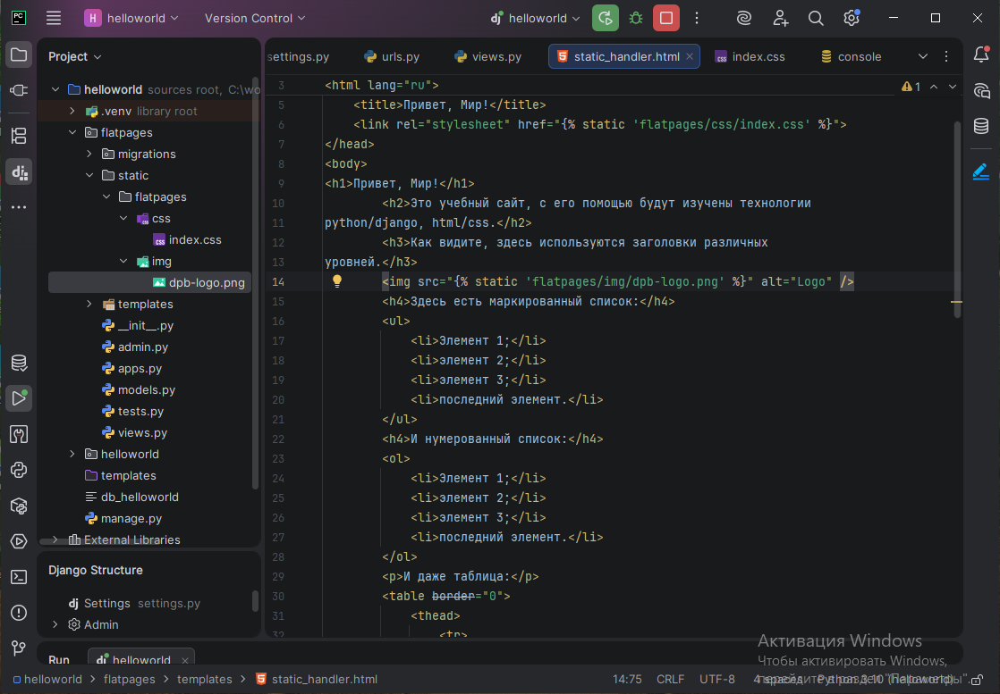 PC
H helloworld Version Control dj helloworld
Project
settings.py urls.py views.py static_handler.html index.css console
helloworld sources root, C:\wo
.venv library root
flatpages
migrations
static
flatpages
css
index.css
img
dpb-logo.png
templates
__init__.py
admin.py
apps.py
models.py
tests.py
views.py
helloworld
templates
db_helloworld
manage.py
External Libraries
Django Structure
dj Settings settings.py
Admin
3 <html lang="ru"> 1
5 <title>Привет, Мир!</title>
6 <link rel="stylesheet" href="{% static 'flatpages/css/index.css' %}">
7 </head>
8 <body>
9 <h1>Привет, Мир!</h1>
10 <h2>Это учебный сайт, с его помощью будут изучены технологии
11 python/django, html/css.</h2>
12 <h3>Как видите, здесь используются заголовки различных
13 уровней.</h3>
14 <img src="{% static 'flatpages/img/dpb-logo.png' %}" alt="Logo" />
15 <h4>Здесь есть маркированный список:</h4>
16 <ul>
17 <li>Элемент 1;</li>
18 <li>элемент 2;</li>
19 <li>элемент 3;</li>
20 <li>последний элемент.</li>
21 </ul>
22 <h4>И нумерованный список:</h4>
23 <ol>
24 <li>Элемент 1;</li>
25 <li>элемент 2;</li>
26 <li>элемент 3;</li>
27 <li>последний элемент.</li>
28 </ol>
29 <p>И даже таблица:</p>
30 <table border="0">
31 <thead>
32 <tr>
Run dj helloworld
Активация Windows
Чтобы активировать Windows,
перейдите в раздел "Параметры".
helloworld flatpages templates static_handler.html 14:75 CRLF UTF-8 4 spaces Python 3.10 (helloworld)